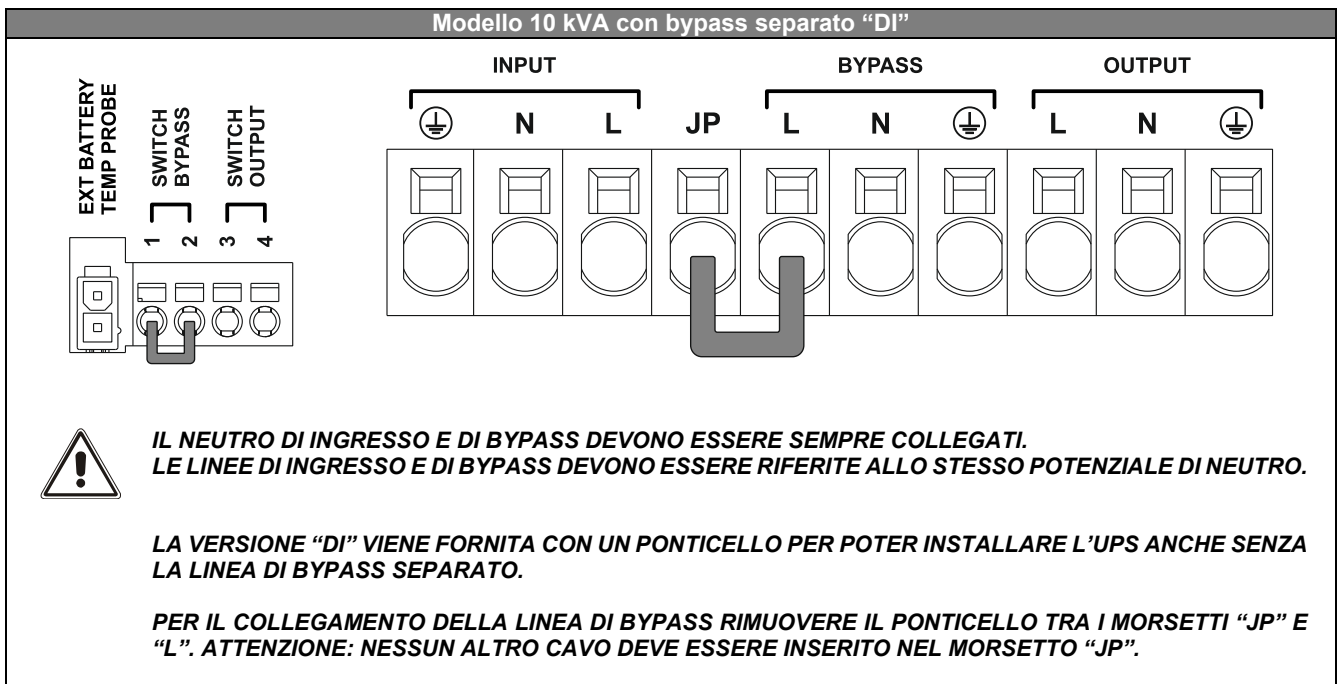 Modello 10 kVA con bypass separato “DI”
EXT BATTERY
TEMP PROBE
SWITCH
BYPASS
SWITCH
OUTPUT
1 2 3 4
INPUT BYPASS OUTPUT
N L JP L N L N
IL NEUTRO DI INGRESSO E DI BYPASS DEVONO ESSERE SEMPRE COLLEGATI.
LE LINEE DI INGRESSO E DI BYPASS DEVONO ESSERE RIFERITE ALLO STESSO POTENZIALE DI NEUTRO.
LA VERSIONE “DI” VIENE FORNITA CON UN PONTICELLO PER POTER INSTALLARE L’UPS ANCHE SENZA
LA LINEA DI BYPASS SEPARATO.
PER IL COLLEGAMENTO DELLA LINEA DI BYPASS RIMUOVERE IL PONTICELLO TRA I MORSETTI “JP” E
“L”. ATTENZIONE: NESSUN ALTRO CAVO DEVE ESSERE INSERITO NEL MORSETTO “JP”.